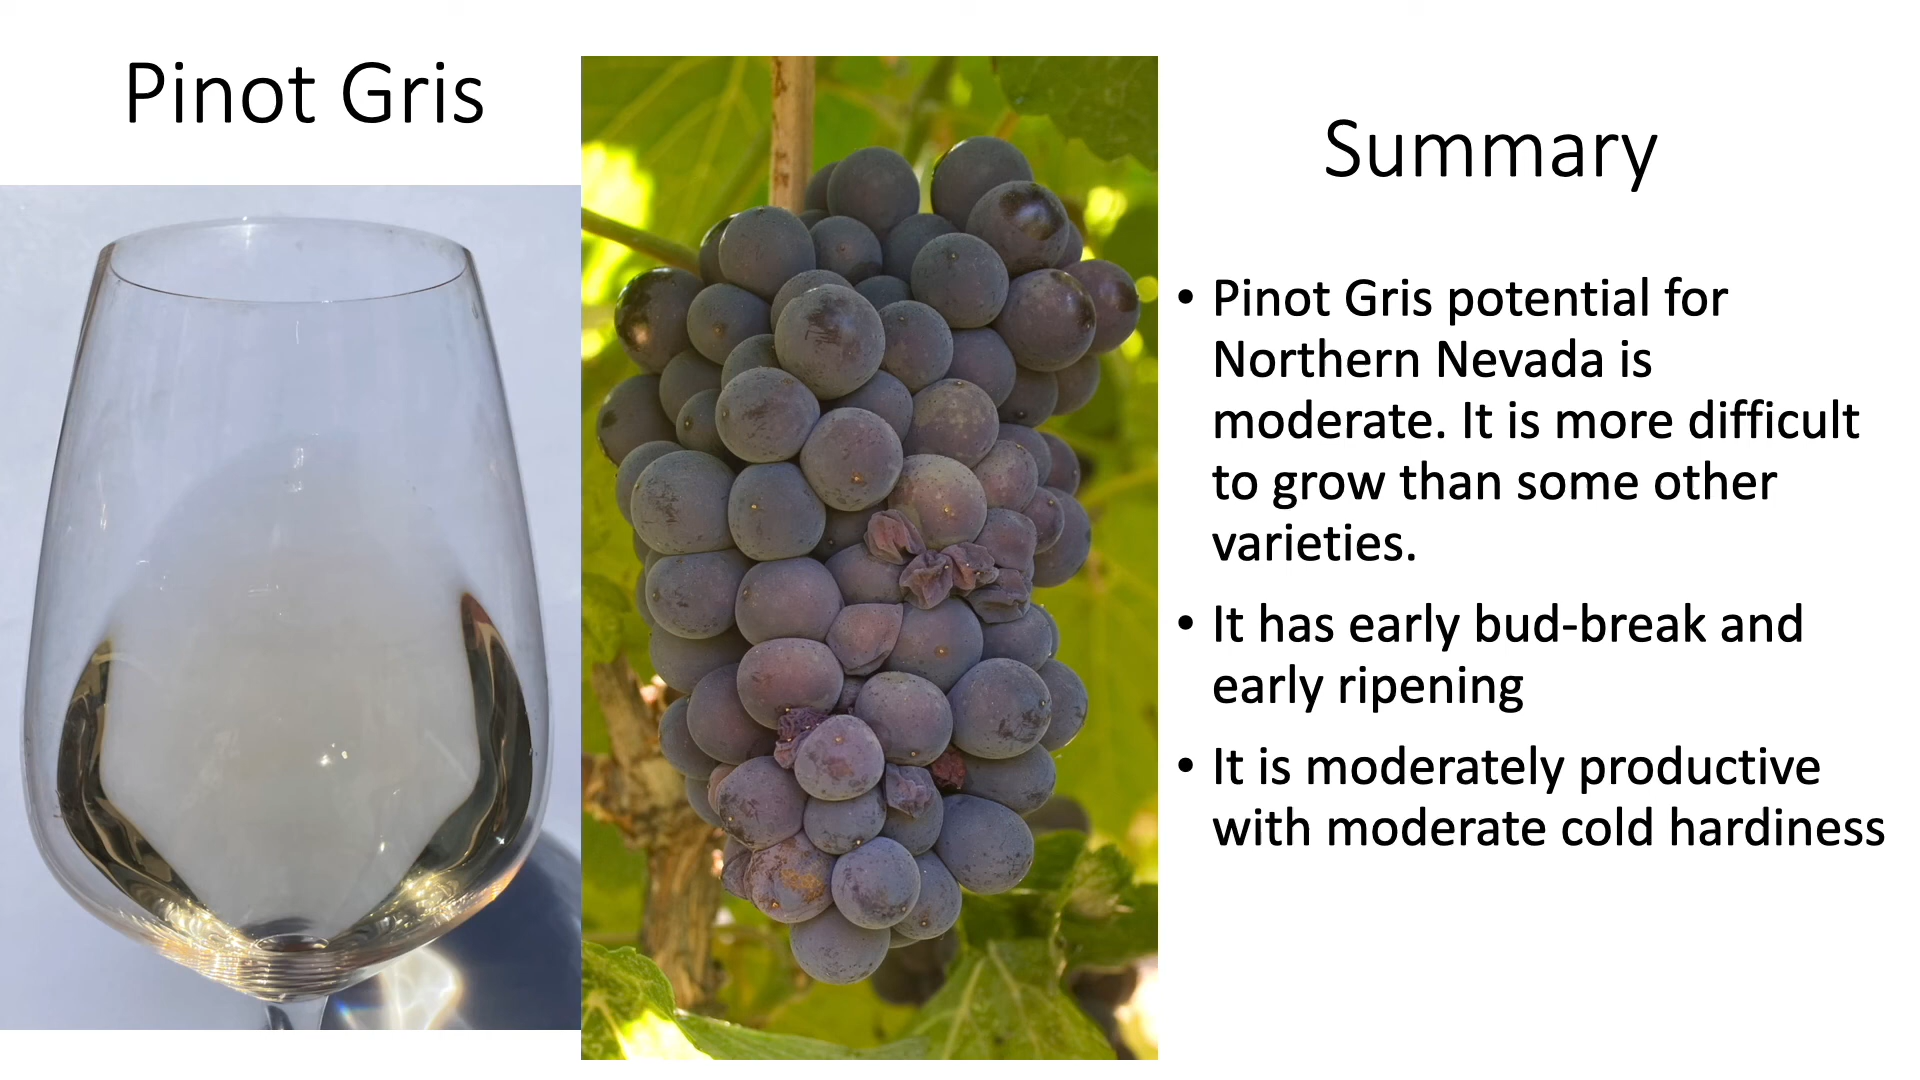 Pinot Gris
Summary
• Pinot Gris potential for
Northern Nevada is
moderate. It is more difficult
to grow than some other
varieties.
• It has early bud-break and
early ripening
• It is moderately productive
with moderate cold hardiness